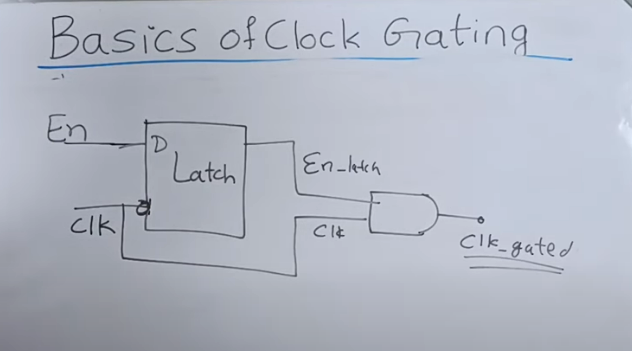 Basics of Clock Gating
En
D
Latch
En_latch
Clk
Clk
Clk_gated